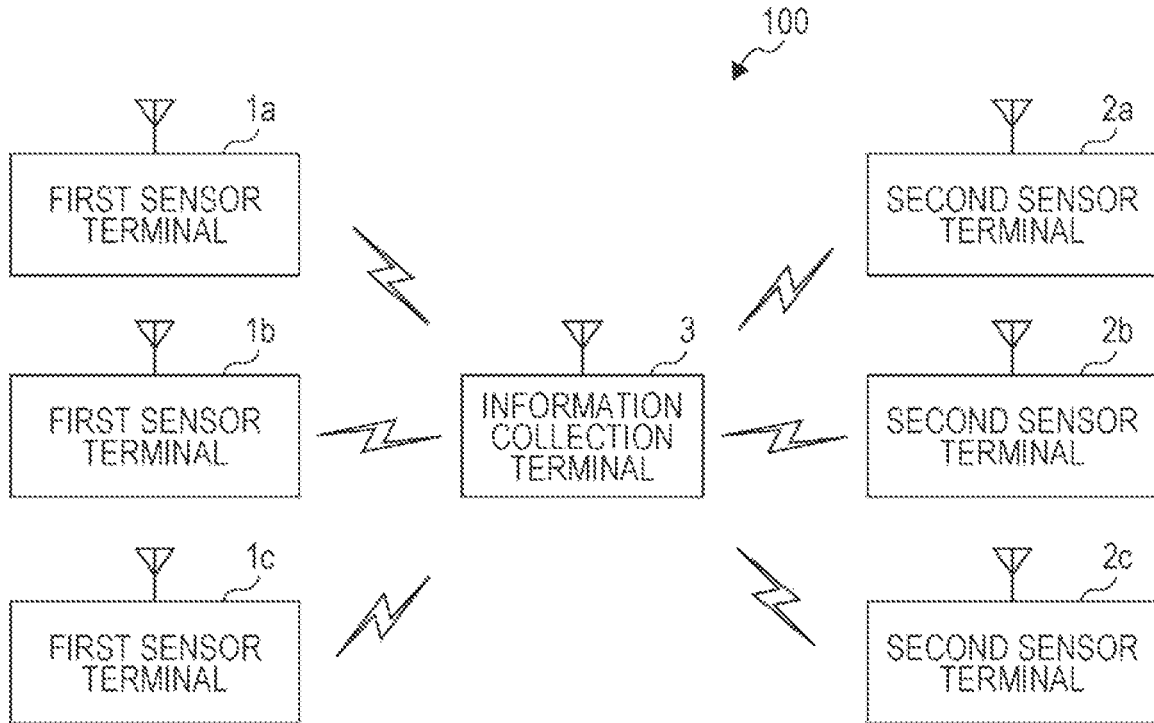 100
1a
FIRST SENSOR
TERMINAL
2a
SECOND SENSOR
TERMINAL
1b
FIRST SENSOR
TERMINAL
3
INFORMATION
COLLECTION
TERMINAL
2b
SECOND SENSOR
TERMINAL
1c
FIRST SENSOR
TERMINAL
2c
SECOND SENSOR
TERMINAL